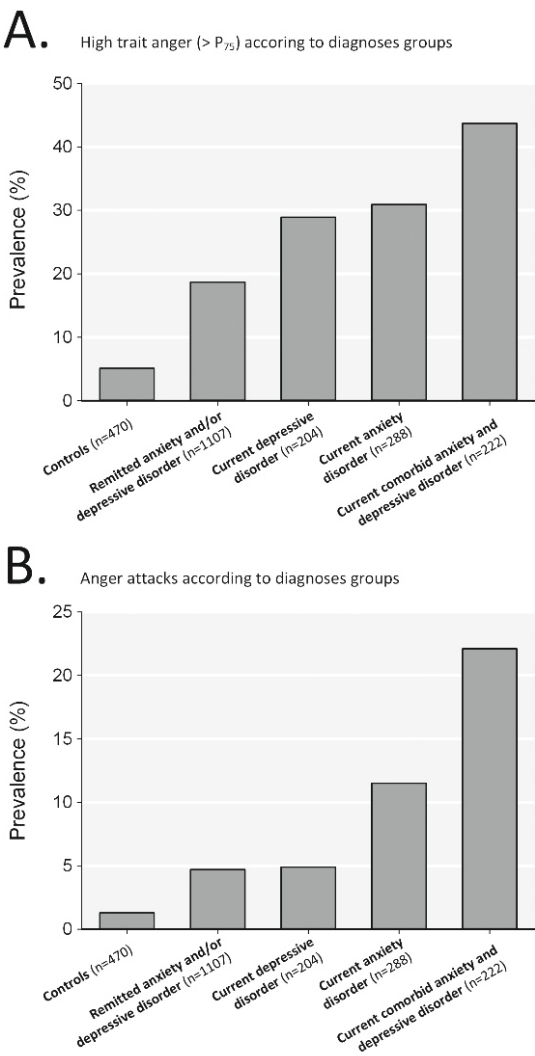 A. High trait anger (> P75) accoring to diagnoses groups
50
40
30
20
10
0
Prevalence (%)
Controls (n=470)
Remitted anxiety and/or
depressive disorder (n=1107)
Current depressive
disorder (n=204)
Current anxiety
disorder (n=288)
Current comorbid anxiety and
depressive disorder (n=222)
B. Anger attacks according to diagnoses groups
25
20
15
10
5
0
Prevalence (%)
Controls (n=470)
Remitted anxiety and/or
depressive disorder (n=1107)
Current depressive
disorder (n=204)
Current anxiety
disorder (n=288)
Current comorbid anxiety and
depressive disorder (n=222)